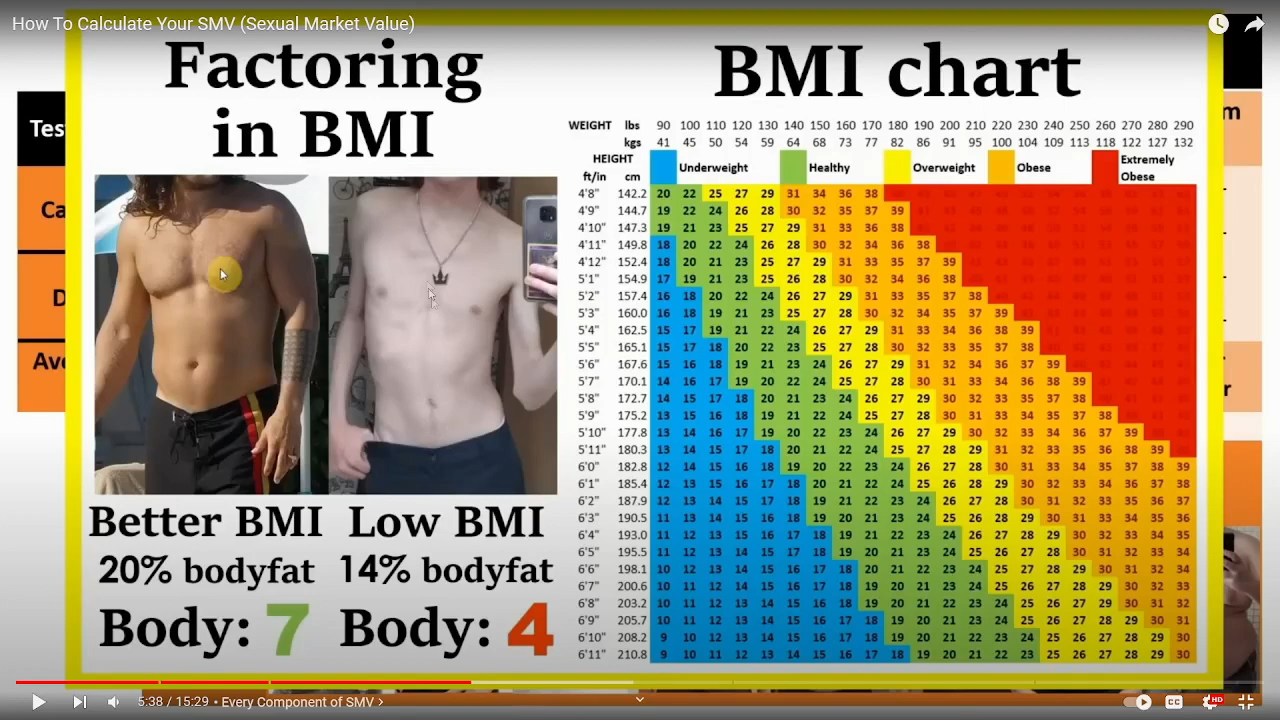 How To Calculate Your SMV (Sexual Market Value)
Factoring
in BMI
BMI chart
WEIGHT lbs 90 100 110 120 130 140 150 160 170 180 190 200 210 220 230 240 250 260 270 280 290
kgs 41 45 50 54 59 64 68 73 77 82 86 91 95 100 104 109 113 118 122 127 132
HEIGHT
ft/in cm
Underweight
Healthy
Overweight
Obese
Extremely
Obese
4'8" 142.2 20 22 25 27 29 31 34 36 38
4'9" 144.7 19 22 24 26 28 30 32 35 37 39
4'10" 147.3 19 21 23 25 27 29 31 33 36 38
4'11" 149.8 18 20 22 24 26 28 30 32 34 36 38
4'12" 152.4 18 20 21 23 25 27 29 31 33 35 37 39
5'1" 154.9 17 19 21 23 25 26 28 30 32 34 36 38
5'2" 157.4 16 18 20 22 24 26 27 29 31 33 35 37 38
5'3" 160.0 16 18 19 21 23 25 27 28 30 32 34 35 37 39
5'4" 162.5 15 17 19 21 22 24 26 27 29 31 33 34 36 38 39
5'5" 165.1 15 17 18 20 22 23 25 27 28 30 32 33 35 37 38
5'6" 167.6 15 16 18 19 21 23 24 26 27 29 31 32 34 36 37 39
5'7" 170.1 14 16 17 19 20 22 24 25 27 28 30 31 33 34 36 38 39
5'8" 172.7 14 15 17 18 20 21 23 24 26 27 29 30 32 33 35 37 38
5'9" 175.2 13 15 16 18 19 21 22 24 25 27 28 30 31 33 34 36 37 38
5'10" 177.8 13 14 16 17 19 20 22 23 24 26 27 29 30 32 33 34 36 37 39
5'11" 180.3 13 14 15 17 18 20 21 22 24 25 27 28 29 31 32 33 35 36 38 39
6'0" 182.8 12 14 15 16 18 19 20 22 23 24 26 27 28 30 31 33 34 35 37 38 39
6'1" 185.4 12 13 15 16 17 18 20 21 22 24 25 26 28 29 30 32 33 34 36 37 38
6'2" 187.9 12 13 14 15 17 18 19 21 22 23 24 26 27 28 30 31 32 33 35 36 37
6'3" 190.5 11 13 14 15 16 18 19 20 21 23 24 25 26 28 29 30 31 33 34 35 36
6'4" 193.0 11 12 13 15 16 17 18 19 21 22 23 24 26 27 28 29 30 32 33 34 35
6'5" 195.5 11 12 13 14 15 17 18 19 20 21 23 24 25 26 27 29 30 31 32 33 34
6'6" 198.1 10 12 13 14 15 16 17 19 20 21 22 23 24 25 27 28 29 30 31 32 34
6'7" 200.6 10 11 12 14 15 16 17 18 19 20 21 23 24 25 26 27 28 29 30 32 33
6'8" 203.2 10 11 12 13 14 15 16 18 19 20 21 22 23 24 25 26 27 29 30 31 32
6'9" 205.7 10 11 12 13 14 15 16 17 18 19 20 21 23 24 25 26 27 28 29 30 31
6'10" 208.2 9 10 12 13 14 15 16 17 18 19 20 21 22 23 24 25 26 27 28 29 30
6'11" 210.8 9 10 11 12 13 14 15 16 17 18 19 20 21 22 23 25 26 27 28 29 30
Better BMI
20% bodyfat
Body: 7
Low BMI
14% bodyfat
Body: 4
Tes
Ca
D
Ave
m
r
5:38 / 15:29 • Every Component of SMV >
CC
HD